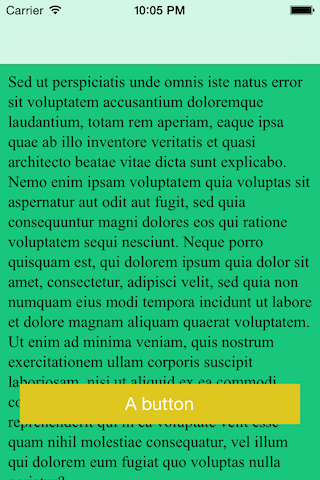 Carrier 10:05 PM
Sed ut perspiciatis unde omnis iste natus error
sit voluptatem accusantium doloremque
laudantium, totam rem aperiam, eaque ipsa
quae ab illo inventore veritatis et quasi
architecto beatae vitae dicta sunt explicabo.
Nemo enim ipsam voluptatem quia voluptas sit
aspernatur aut odit aut fugit, sed quia
consequuntur magni dolores eos qui ratione
voluptatem sequi nesciunt. Neque porro
quisquam est, qui dolorem ipsum quia dolor sit
amet, consectetur, adipisci velit, sed quia non
numquam eius modi tempora incidunt ut labore
et dolore magnam aliquam quaerat voluptatem.
Ut enim ad minima veniam, quis nostrum
exercitationem ullam corporis suscipit
laboriosam, nisi ut aliquid ex ea commodi
A button
reprehenderit qui in ea voluptate velit esse
quam nihil molestiae consequatur, vel illum
qui dolorem eum fugiat quo voluptas nulla